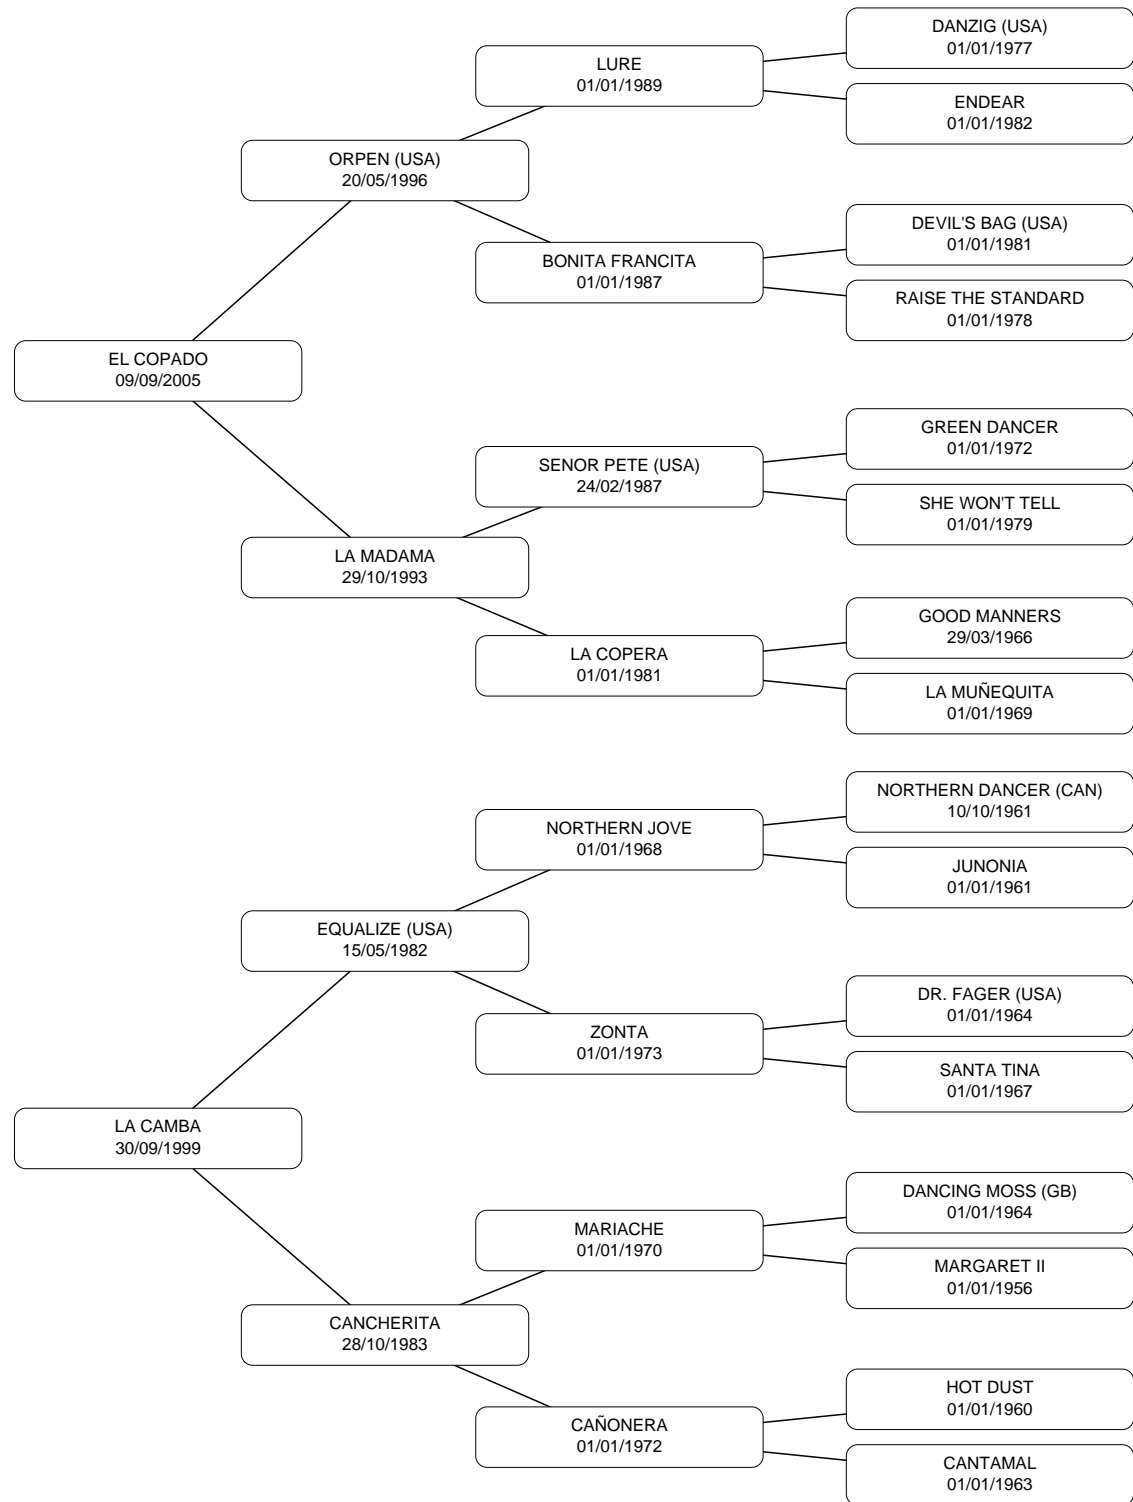 DANZIG (USA)
01/01/1977
LURE
01/01/1989
ENDEAR
01/01/1982
ORPEN (USA)
20/05/1996
DEVIL'S BAG (USA)
01/01/1981
BONITA FRANCITA
01/01/1987
RAISE THE STANDARD
01/01/1978
EL COPADO
09/09/2005
GREEN DANCER
01/01/1972
SENOR PETE (USA)
24/02/1987
SHE WON'T TELL
01/01/1979
LA MADAMA
29/10/1993
GOOD MANNERS
29/03/1966
LA COPERA
01/01/1981
LA MUÑEQUITA
01/01/1969
NORTHERN DANCER (CAN)
10/10/1961
NORTHERN JOVE
01/01/1968
JUNONIA
01/01/1961
EQUALIZE (USA)
15/05/1982
DR. FAGER (USA)
01/01/1964
ZONTA
01/01/1973
SANTA TINA
01/01/1967
LA CAMBA
30/09/1999
DANCING MOSS (GB)
01/01/1964
MARIACHE
01/01/1970
MARGARET II
01/01/1956
CANCHERITA
28/10/1983
HOT DUST
01/01/1960
CAÑONERA
01/01/1972
CANTAMAL
01/01/1963